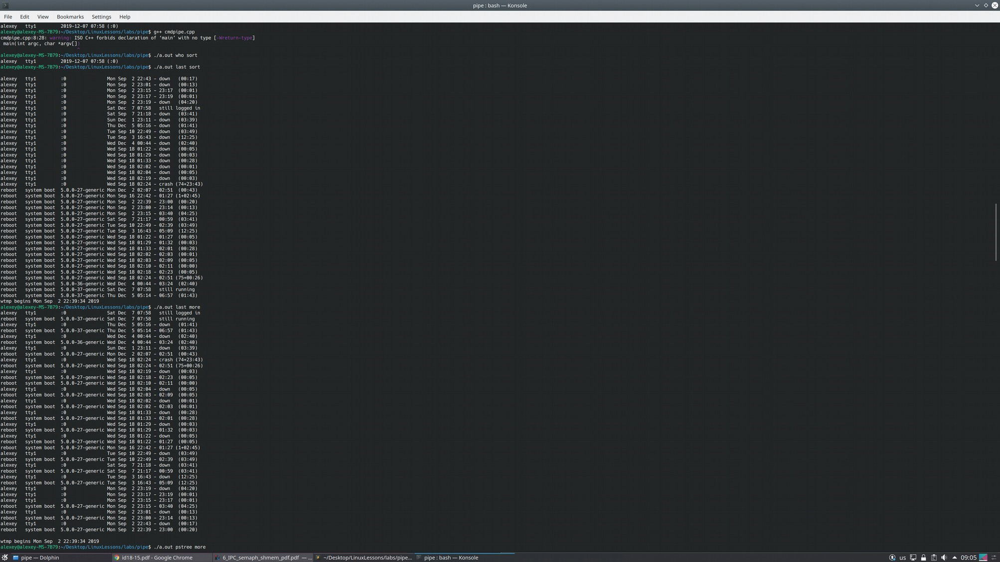 pipe : bash — Konsole
File Edit View Bookmarks Settings Help
alexey   tty1         2019-12-07 07:58 (:0)
alexey@alexey-MS-7B79:~/Desktop/LinuxLessons/labs/pipe$ g++ cmdpipe.cpp
cmdpipe.cpp:8:28: warning: ISO C++ forbids declaration of ‘main’ with no type [-Wreturn-type]
 main(int argc, char *argv[])
                            ^
alexey@alexey-MS-7B79:~/Desktop/LinuxLessons/labs/pipe$ ./a.out who sort
alexey   tty1         2019-12-07 07:58 (:0)
alexey@alexey-MS-7B79:~/Desktop/LinuxLessons/labs/pipe$ ./a.out last sort
alexey   tty1         :0               Mon Sep  2 22:43 - down   (00:17)
alexey   tty1         :0               Mon Sep  2 23:01 - down   (00:13)
alexey   tty1         :0               Mon Sep  2 23:15 - 23:17  (00:01)
alexey   tty1         :0               Mon Sep  2 23:17 - 23:19  (00:01)
alexey   tty1         :0               Mon Sep  2 23:19 - down   (04:20)
alexey   tty1         :0               Sat Dec  7 07:58   still logged in
alexey   tty1         :0               Sat Sep  7 21:18 - down   (03:41)
alexey   tty1         :0               Sun Dec  1 23:11 - down   (03:39)
alexey   tty1         :0               Thu Dec  5 05:16 - down   (01:41)
alexey   tty1         :0               Tue Sep 10 22:49 - down   (03:49)
alexey   tty1         :0               Tue Sep  3 16:43 - down   (12:25)
alexey   tty1         :0               Wed Dec  4 00:44 - down   (02:40)
alexey   tty1         :0               Wed Sep 18 01:22 - down   (00:05)
alexey   tty1         :0               Wed Sep 18 01:29 - down   (00:03)
alexey   tty1         :0               Wed Sep 18 01:33 - down   (00:28)
alexey   tty1         :0               Wed Sep 18 02:02 - down   (00:01)
alexey   tty1         :0               Wed Sep 18 02:04 - down   (00:05)
alexey   tty1         :0               Wed Sep 18 02:19 - down   (00:03)
alexey   tty1         :0               Wed Sep 18 02:24 - crash (74+23:43)
reboot   system boot  5.0.0-27-generic Mon Dec  2 02:07 - 02:51  (00:43)
reboot   system boot  5.0.0-27-generic Mon Sep 16 22:42 - 01:27 (1+02:45)
reboot   system boot  5.0.0-27-generic Mon Sep  2 22:39 - 23:00  (00:20)
reboot   system boot  5.0.0-27-generic Mon Sep  2 23:00 - 23:14  (00:13)
reboot   system boot  5.0.0-27-generic Mon Sep  2 23:15 - 03:40  (04:25)
reboot   system boot  5.0.0-27-generic Sat Sep  7 21:17 - 00:59  (03:41)
reboot   system boot  5.0.0-27-generic Tue Sep 10 22:49 - 02:39  (03:49)
reboot   system boot  5.0.0-27-generic Tue Sep  3 16:43 - 05:09  (12:25)
reboot   system boot  5.0.0-27-generic Wed Sep 18 01:22 - 01:27  (00:05)
reboot   system boot  5.0.0-27-generic Wed Sep 18 01:29 - 01:32  (00:03)
reboot   system boot  5.0.0-27-generic Wed Sep 18 01:33 - 02:01  (00:28)
reboot   system boot  5.0.0-27-generic Wed Sep 18 02:02 - 02:03  (00:01)
reboot   system boot  5.0.0-27-generic Wed Sep 18 02:03 - 02:09  (00:05)
reboot   system boot  5.0.0-27-generic Wed Sep 18 02:10 - 02:11  (00:00)
reboot   system boot  5.0.0-27-generic Wed Sep 18 02:18 - 02:23  (00:05)
reboot   system boot  5.0.0-27-generic Wed Sep 18 02:24 - 02:51 (75+00:26)
reboot   system boot  5.0.0-36-generic Wed Dec  4 00:44 - 03:24  (02:40)
reboot   system boot  5.0.0-37-generic Sat Dec  7 07:58   still running
reboot   system boot  5.0.0-37-generic Thu Dec  5 05:14 - 06:57  (01:43)
wtmp begins Mon Sep  2 22:39:34 2019
alexey@alexey-MS-7B79:~/Desktop/LinuxLessons/labs/pipe$ ./a.out last more
alexey   tty1         :0               Sat Dec  7 07:58   still logged in
reboot   system boot  5.0.0-37-generic Sat Dec  7 07:58   still running
alexey   tty1         :0               Thu Dec  5 05:16 - down   (01:41)
reboot   system boot  5.0.0-37-generic Thu Dec  5 05:14 - 06:57  (01:43)
alexey   tty1         :0               Wed Dec  4 00:44 - down   (02:40)
reboot   system boot  5.0.0-36-generic Wed Dec  4 00:44 - 03:24  (02:40)
alexey   tty1         :0               Sun Dec  1 23:11 - down   (03:39)
reboot   system boot  5.0.0-27-generic Mon Dec  2 02:07 - 02:51  (00:43)
alexey   tty1         :0               Wed Sep 18 02:24 - crash (74+23:43)
reboot   system boot  5.0.0-27-generic Wed Sep 18 02:24 - 02:51 (75+00:26)
alexey   tty1         :0               Wed Sep 18 02:19 - down   (00:03)
reboot   system boot  5.0.0-27-generic Wed Sep 18 02:18 - 02:23  (00:05)
reboot   system boot  5.0.0-27-generic Wed Sep 18 02:10 - 02:11  (00:00)
alexey   tty1         :0               Wed Sep 18 02:04 - down   (00:05)
reboot   system boot  5.0.0-27-generic Wed Sep 18 02:03 - 02:09  (00:05)
alexey   tty1         :0               Wed Sep 18 02:02 - down   (00:01)
reboot   system boot  5.0.0-27-generic Wed Sep 18 02:02 - 02:03  (00:01)
alexey   tty1         :0               Wed Sep 18 01:33 - down   (00:28)
reboot   system boot  5.0.0-27-generic Wed Sep 18 01:33 - 02:01  (00:28)
alexey   tty1         :0               Wed Sep 18 01:29 - down   (00:03)
reboot   system boot  5.0.0-27-generic Wed Sep 18 01:29 - 01:32  (00:03)
alexey   tty1         :0               Wed Sep 18 01:22 - down   (00:05)
reboot   system boot  5.0.0-27-generic Wed Sep 18 01:22 - 01:27  (00:05)
reboot   system boot  5.0.0-27-generic Mon Sep 16 22:42 - 01:27 (1+02:45)
alexey   tty1         :0               Tue Sep 10 22:49 - down   (03:49)
reboot   system boot  5.0.0-27-generic Tue Sep 10 22:49 - 02:39  (03:49)
alexey   tty1         :0               Sat Sep  7 21:18 - down   (03:41)
reboot   system boot  5.0.0-27-generic Sat Sep  7 21:17 - 00:59  (03:41)
alexey   tty1         :0               Tue Sep  3 16:43 - down   (12:25)
reboot   system boot  5.0.0-27-generic Tue Sep  3 16:43 - 05:09  (12:25)
alexey   tty1         :0               Mon Sep  2 23:19 - down   (04:20)
alexey   tty1         :0               Mon Sep  2 23:17 - 23:19  (00:01)
alexey   tty1         :0               Mon Sep  2 23:15 - 23:17  (00:01)
reboot   system boot  5.0.0-27-generic Mon Sep  2 23:15 - 03:40  (04:25)
alexey   tty1         :0               Mon Sep  2 23:01 - down   (00:13)
reboot   system boot  5.0.0-27-generic Mon Sep  2 23:00 - 23:14  (00:13)
alexey   tty1         :0               Mon Sep  2 22:43 - down   (00:17)
reboot   system boot  5.0.0-27-generic Mon Sep  2 22:39 - 23:00  (00:20)
wtmp begins Mon Sep  2 22:39:34 2019
alexey@alexey-MS-7B79:~/Desktop/LinuxLessons/labs/pipe$ ./a.out pstree more
pipe — Dolphin id18-15.pdf - Google Chrome 6_IPC_semaph_shmem_pdf.pdf — ... ~/Desktop/LinuxLessons/labs/pipe... pipe : bash — Konsole us 09:05